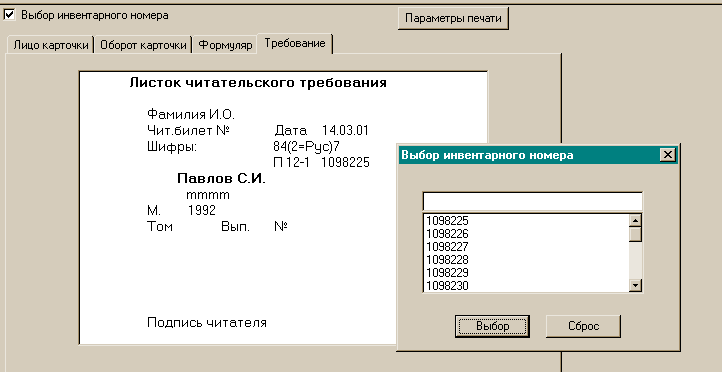 Выбор инвентарного номера
Параметры печати
Лицо карточки Оборот карточки Формуляр Требование
Листок читательского требования
Фамилия И.О.
Чит.билет № Дата 14.03.01
Шифры: 84(2=Рус)7
П 12-1 1098225
Павлов С.И.
mmmm
М. 1992
Том Вып. №
Подпись читателя
Выбор инвентарного номера
1098225
1098226
1098227
1098228
1098229
1098230
Выбор Сброс